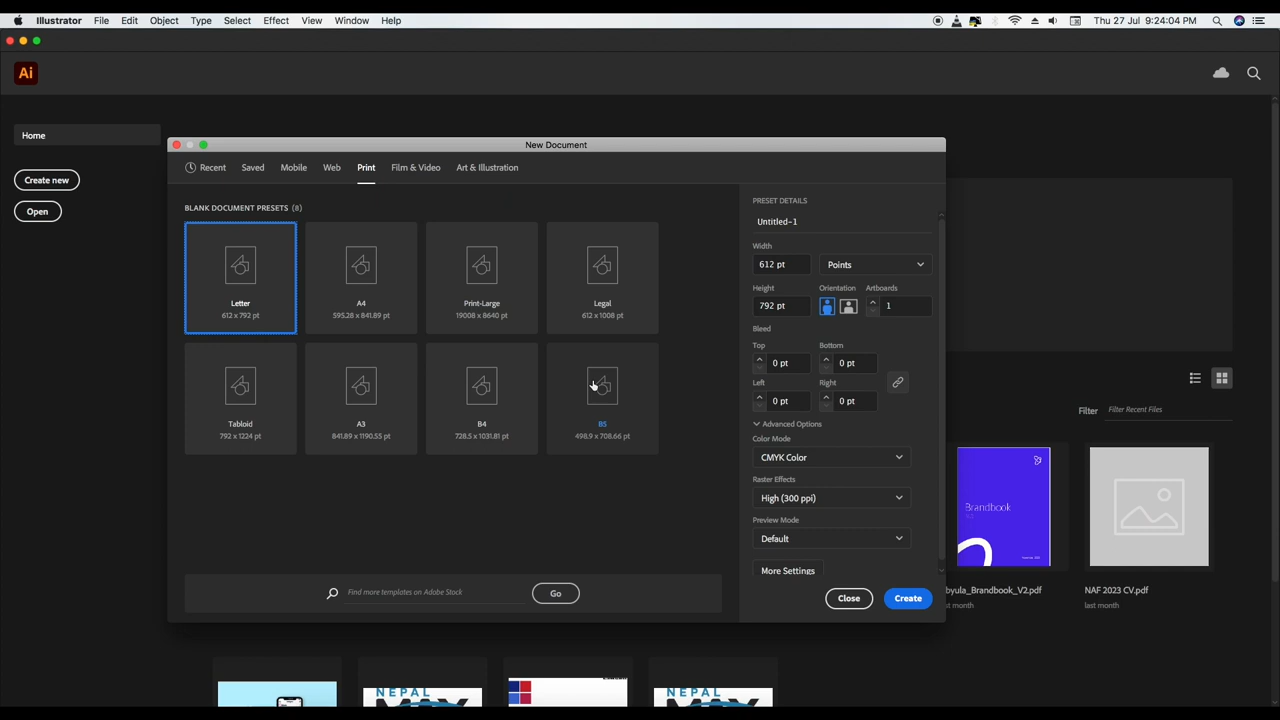 Illustrator File Edit Object Type Select Effect View Window Help
Thu 27 Jul 9:24:04 PM
Ai
Home
Create new
Open
New Document
Recent Saved Mobile Web Print Film & Video Art & Illustration
BLANK DOCUMENT PRESETS (8)
Letter
612 x 792 pt
A4
595.28 x 841.89 pt
Print-Large
19008 x 8640 pt
Legal
612 x 1008 pt
Tabloid
792 x 1224 pt
A3
841.89 x 1190.55 pt
B4
728.5 x 1031.81 pt
B5
498.9 x 708.66 pt
Find more templates on Adobe Stock
Go
PRESET DETAILS
Untitled-1
Width
612 pt Points
Height Orientation Artboards
792 pt 1
Bleed
Top Bottom
0 pt 0 pt
Left Right
0 pt 0 pt
Advanced Options
Color Mode
CMYK Color
Raster Effects
High (300 ppi)
Preview Mode
Default
More Settings
Close Create
Filter Filter Recent Files
Brandbook
byula_Brandbook_V2.pdf
last month
NAF 2023 CV.pdf
last month
NEPAL
NEPAL